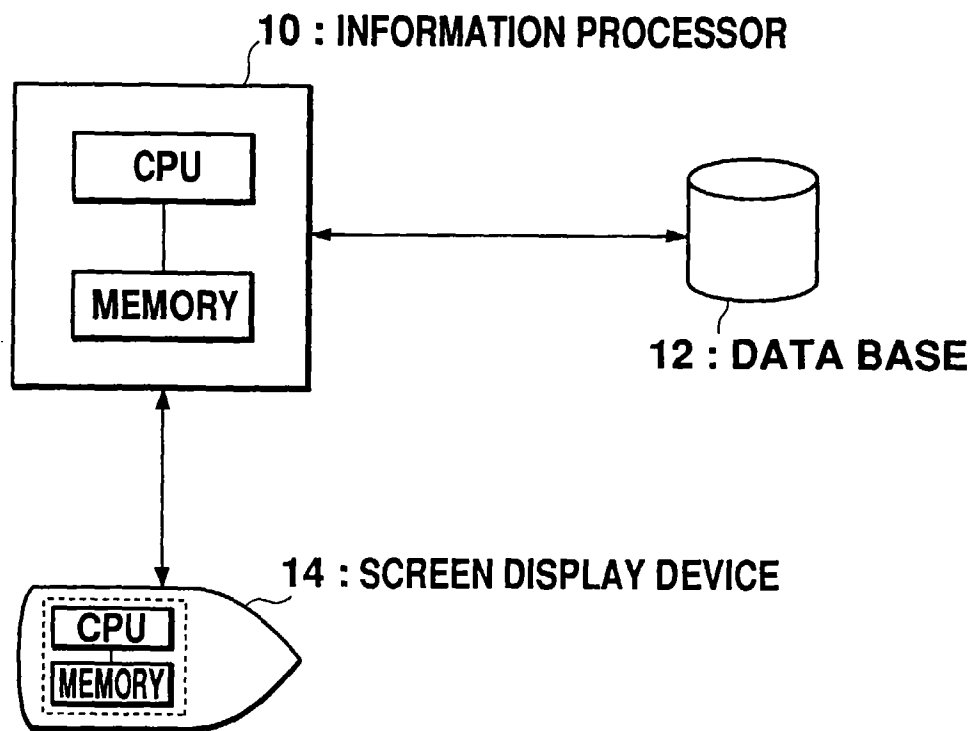 10 : INFORMATION PROCESSOR
CPU
MEMORY
12 : DATA BASE
14 : SCREEN DISPLAY DEVICE
CPU
MEMORY